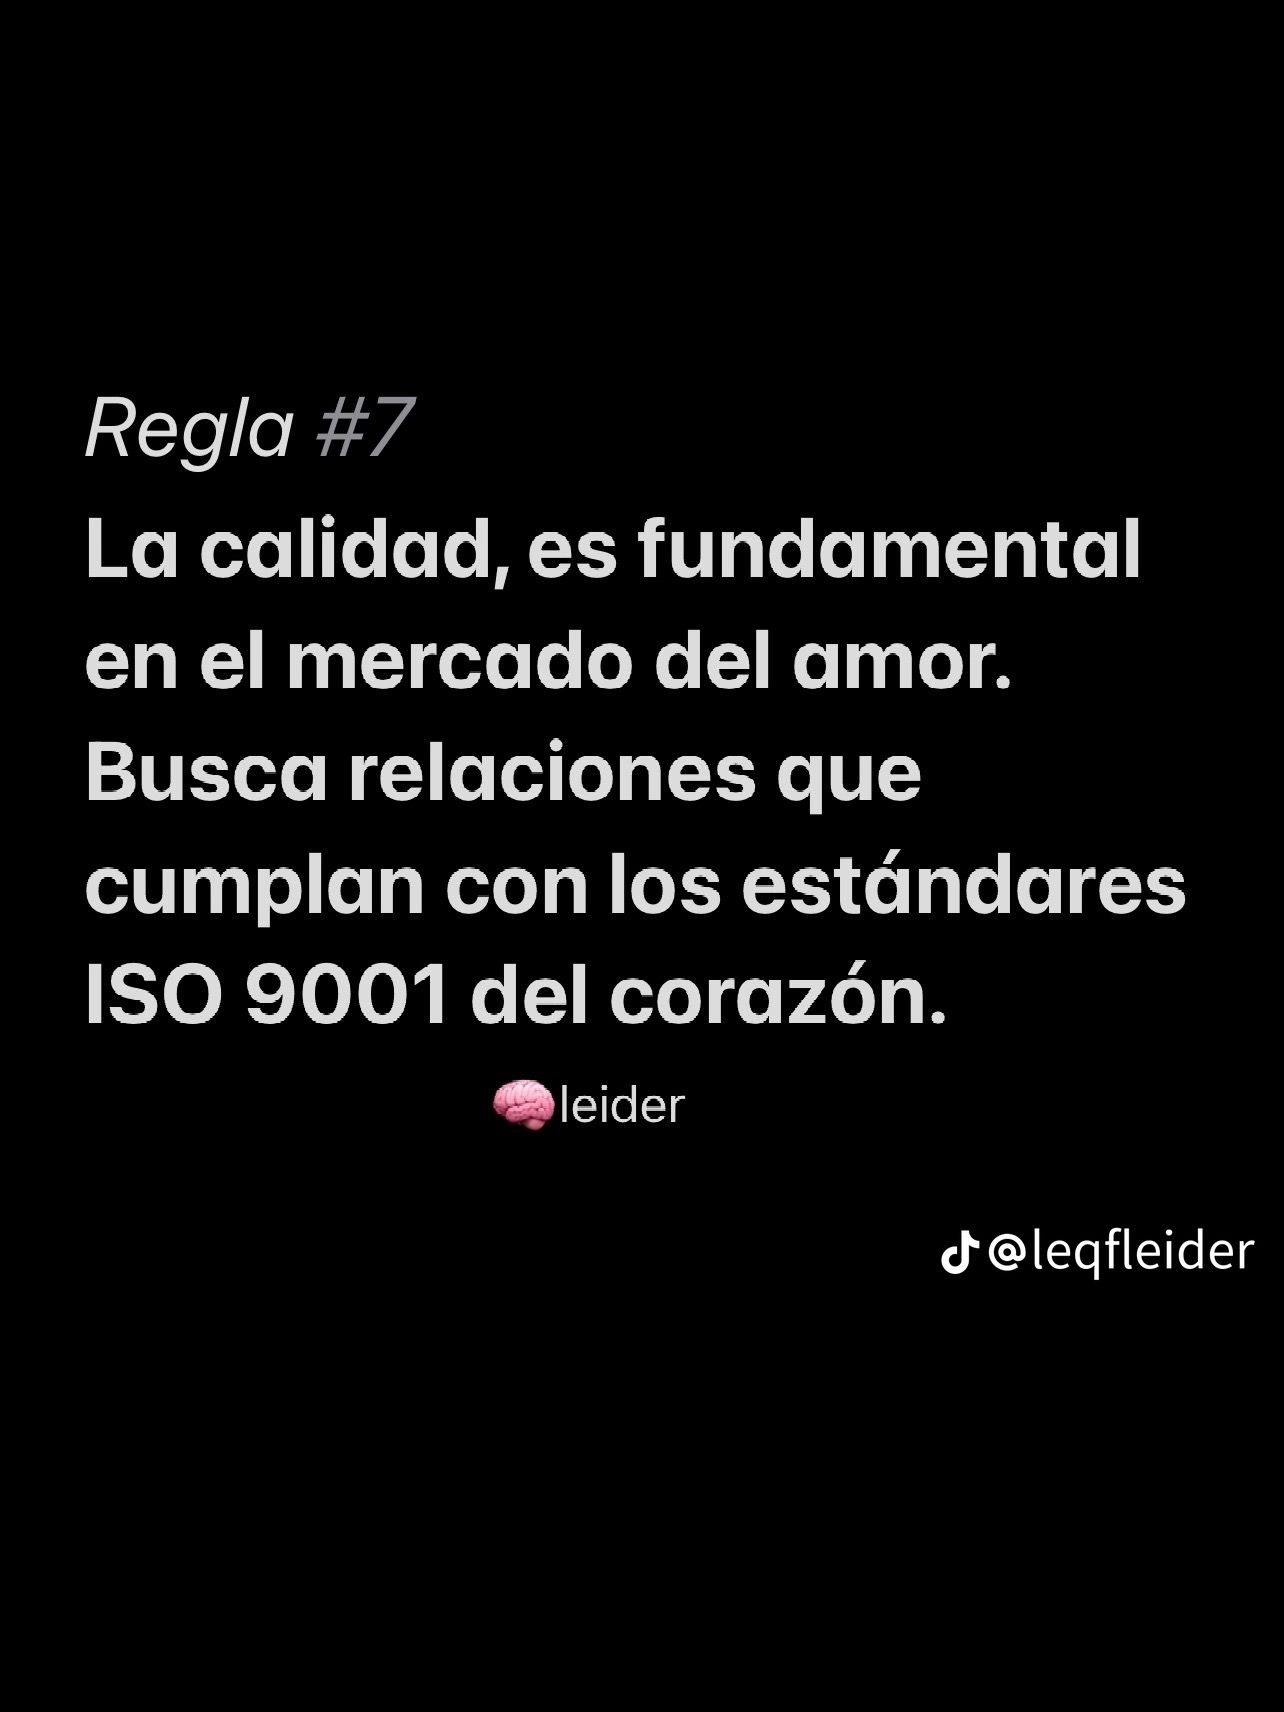 Regla #7
La calidad, es fundamental
en el mercado del amor.
Busca relaciones que
cumplan con los estándares
ISO 9001 del corazón.
🧠leider
@leqfleider